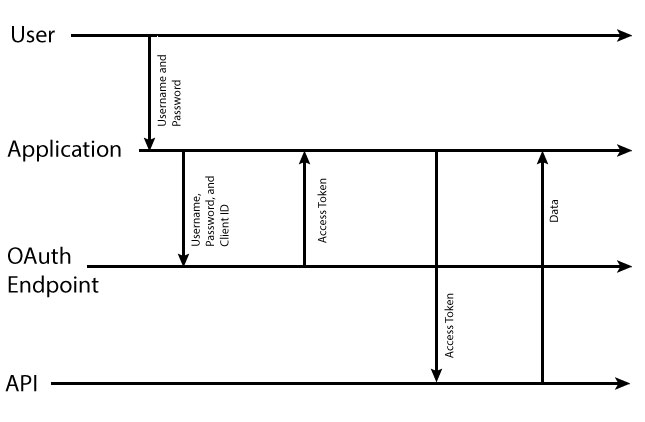 User
Username and
Password
Application
Username,
Password, and
Client ID
Access Token
Data
OAuth
Endpoint
Access Token
API